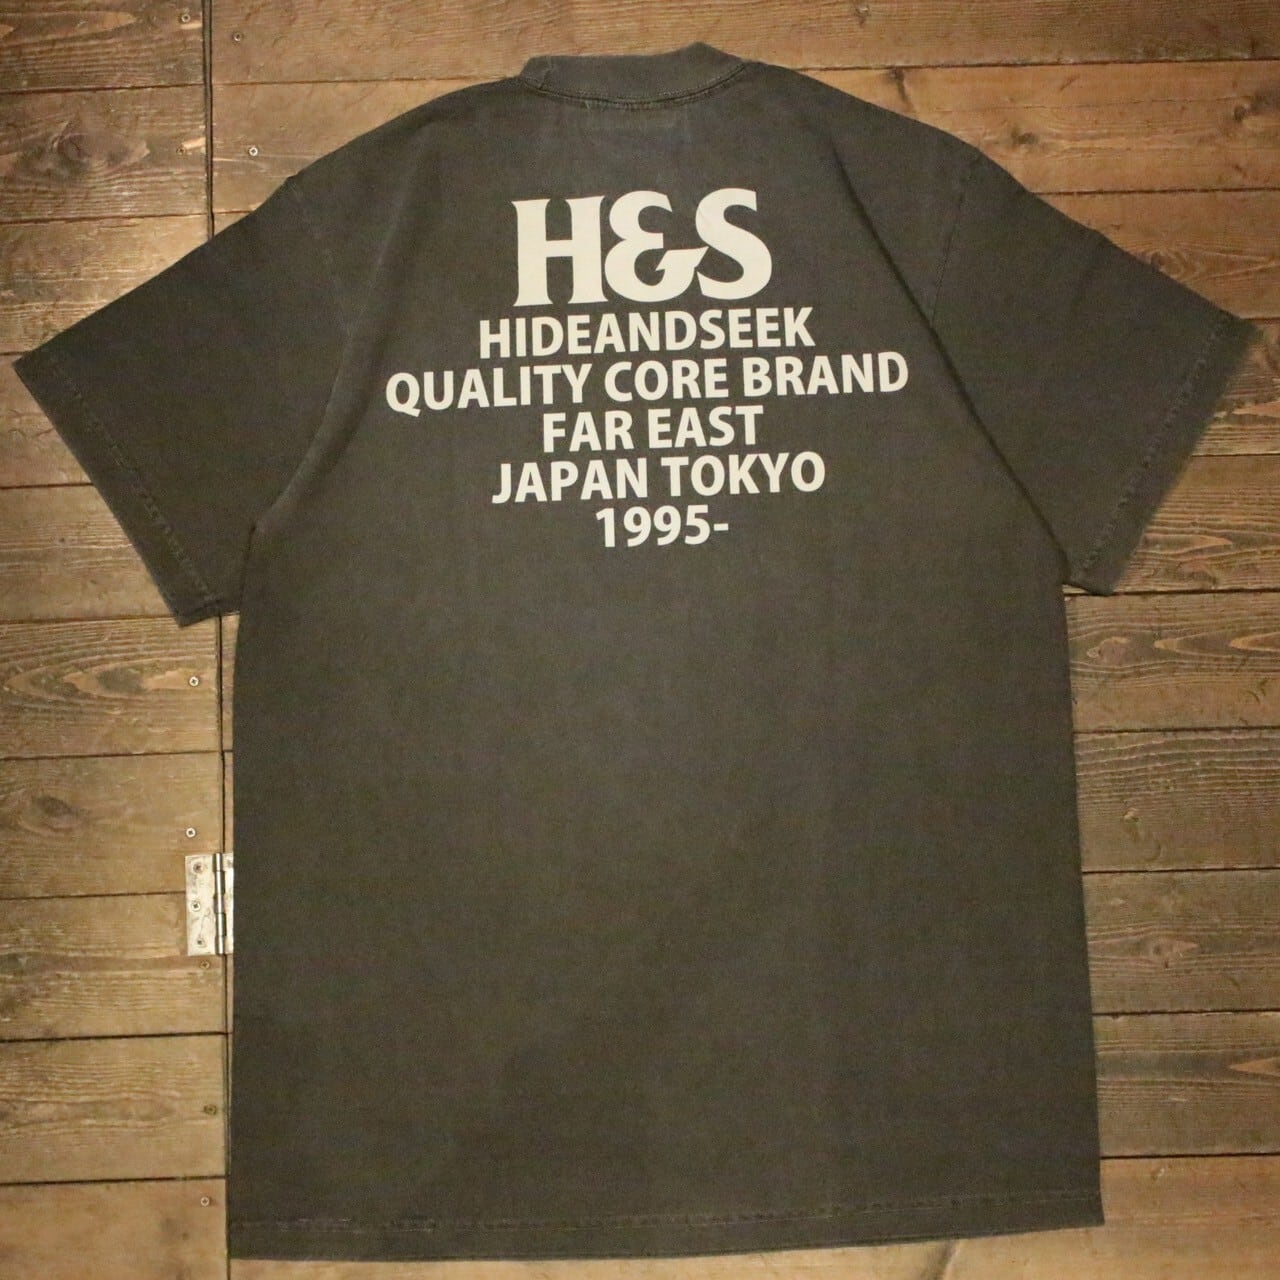 H&S
HIDEANDSEEK
QUALITY CORE BRAND
FAR EAST
JAPAN TOKYO
1995-